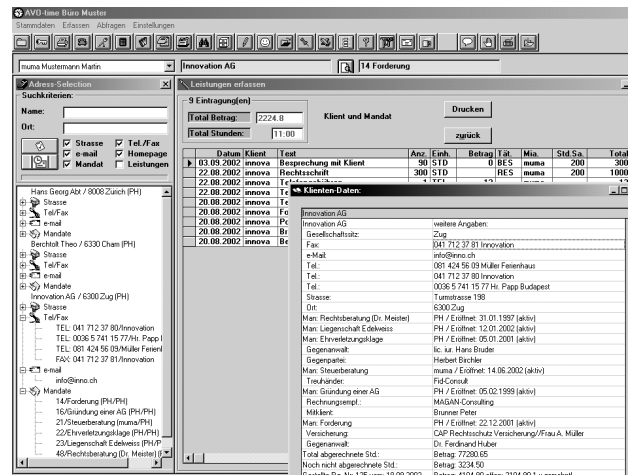 AVO-time Büro Muster
Stammdaten Erfassen Abfragen Einstellungen
muma Mustermann Martin
Innovation AG
14 Forderung
Adress-Selection
Suchkriterien:
Name:
Ort:
Strasse
Tel./Fax
e-mail
Homepage
Mandat
Leistungen
Hans Georg Abt / 8008 Zürich (PH)
Strasse
Tel/Fax
e-mail
Mandate
Berchtolt Theo / 6330 Cham (PH)
Strasse
Tel/Fax
e-mail
Mandate
Innovation AG / 6300 Zug (PH)
Strasse
Tel/Fax
TEL: 041 712 37 80/Innovation
TEL: 0036 5 741 15 77/Hr. Papp
TEL: 081 424 56 09/Müller Ferien
FAX: 041 712 37 81/Innovation
e-mail
info@inno.ch
Mandate
14/Forderung (PH/PH)
16/Gründung einer AG (PH/PH)
21/Steuerberatung (muma/PH)
22/Ehrverletzungsklage (PH/PH)
23/Liegenschaft Edelweiss (PH/P
48/Rechtsberatung (Dr. Meister) (
Leistungen erfassen
9 Eintragung(en)
Total Betrag: 2224.8
Klient und Mandat
Drucken
Total Stunden: 11:00
zurück
Datum Klient Text Anz. Einh. Betrag Tät. Mia. Std.Sa. Total
03.09.2002 innova Besprechung mit Klient 90 STD 0 BES muma 200 300
22.08.2002 innova Rechtsschrift 300 STD RES muma 200 1000
22.08.2002 innova
20.08.2002 innova Te
20.08.2002 innova Te
20.08.2002 innova Fo
20.08.2002 innova Po
20.08.2002 innova Br
20.08.2002 innova Be
Klienten-Daten:
Innovation AG
Innovation AG weitere Angaben:
Gesellschaftssitz: Zug
Fax: 041 712 37 81 Innovation
e-Mail: info@inno.ch
Tel.: 081 424 56 09 Müller Ferienhaus
Tel.: 041 712 37 80 Innovation
Tel.: 0036 5 741 15 77 Hr. Papp Budapest
Strasse: Turmstrasse 198
Ort: 6300 Zug
Man: Rechtsberatung (Dr. Meister) PH / Eröffnet: 31.01.1997 (aktiv)
Man: Liegenschaft Edelweiss PH / Eröffnet: 12.01.2002 (aktiv)
Man: Ehrverletzungsklage PH / Eröffnet: 05.01.2001 (aktiv)
Gegenanwalt: lic. iur. Hans Bruder
Gegenpartei: Herbert Birchler
Man: Steuerberatung muma / Eröffnet: 14.06.2002 (aktiv)
Treuhänder: Fid-Consult
Man: Gründung einer AG PH / Eröffnet: 05.02.1999 (aktiv)
Rechnungsempf.: MAGAN-Consulting
Mitklient: Brunner Peter
Man: Forderung PH / Eröffnet: 22.12.2001 (aktiv)
Versicherung: CAP Rechtsschutz Versicherung//Frau A. Müller
Gegenanwalt: Dr. Ferdinand Huber
Total abgerechnete Std.: Betrag: 77280.65
Noch nicht abgerechnete Std.: Betrag: 3234.50